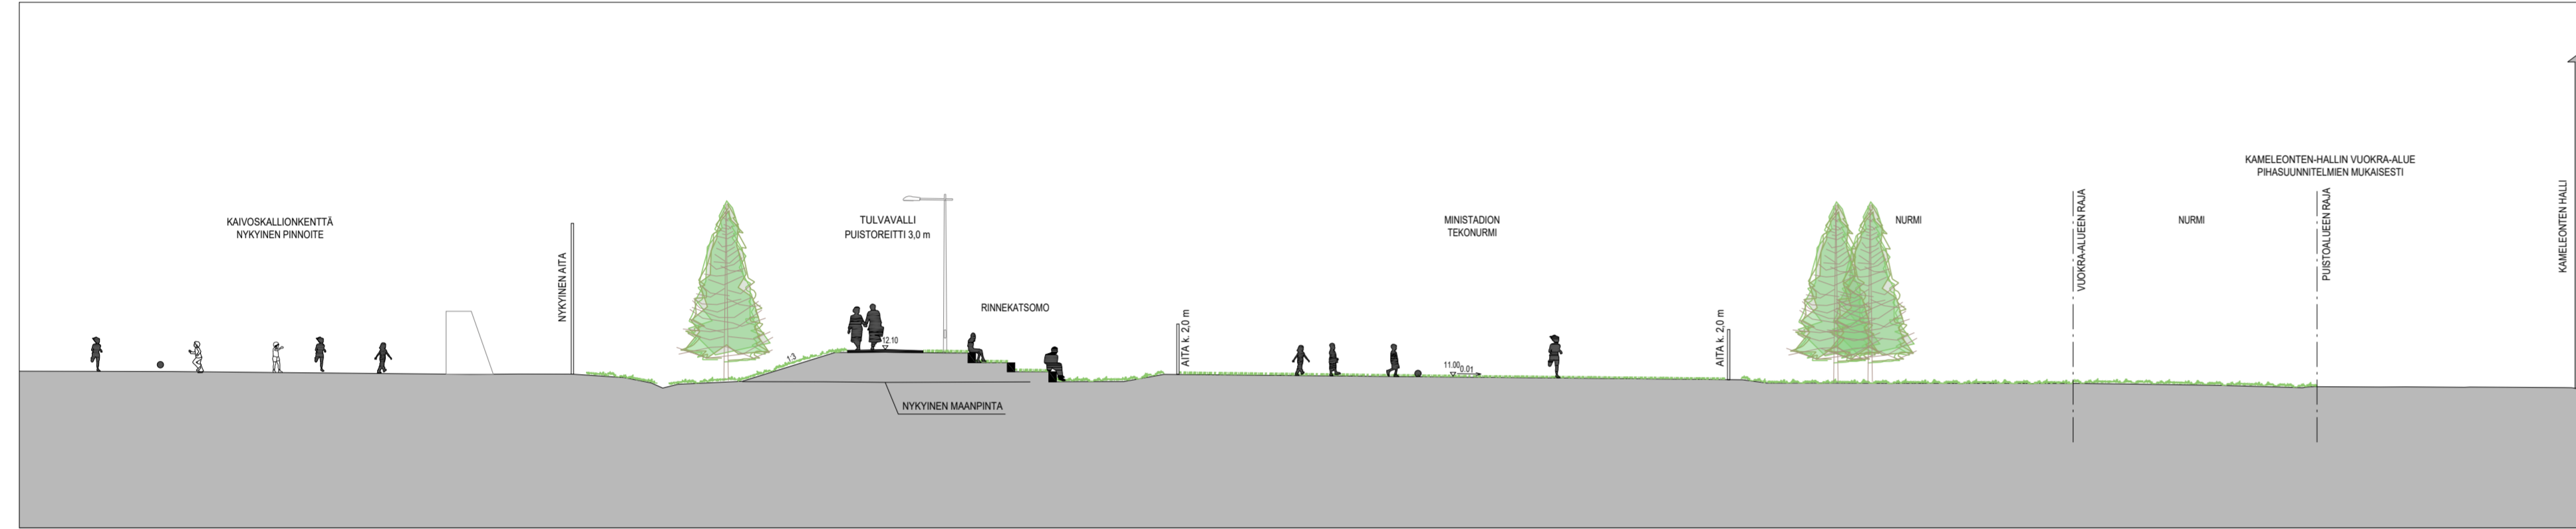 KAIVOSKALLIONKENTTÄ
NYKYINEN PINNOITE
NYKYINEN AITA
1:3
TULVAVALLI
PUISTOREITTI 3,0 m
12.10
NYKYINEN MAANPINTA
RINNEKATSOMO
AITA k. 2,0 m
MINISTADION
TEKONURMI
11.00
0.01
AITA k. 2,0 m
NURMI
VUOKRA-ALUEEN RAJA
NURMI
KAMELEONTEN-HALLIN VUOKRA-ALUE
PIHASUUNNITELMIEN MUKAISESTI
PUISTOALUEEN RAJA
KAMELEONTEN HALLI